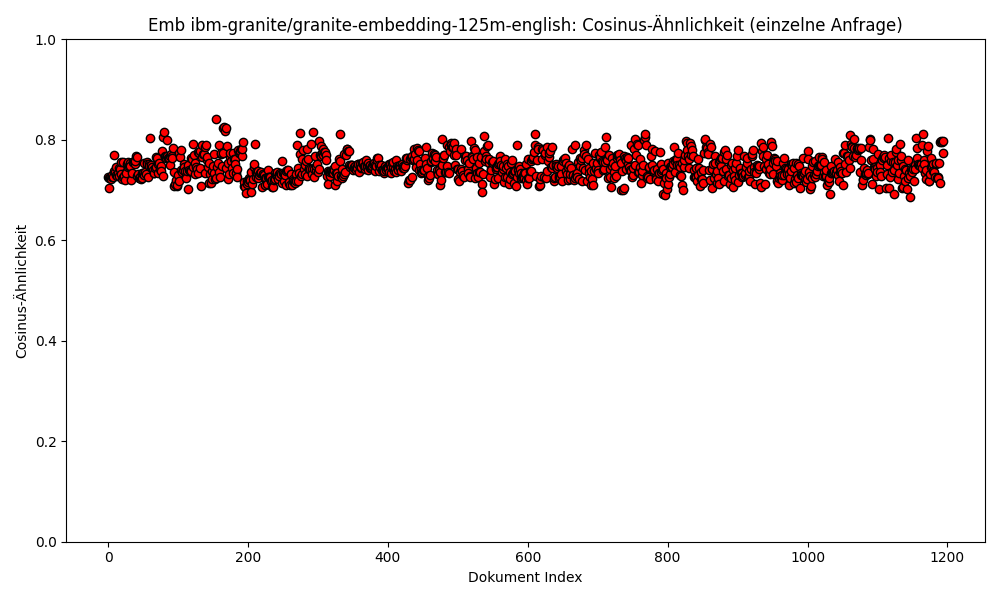 Emb ibm-granite/granite-embedding-125m-english: Cosinus-Ähnlichkeit (einzelne Anfrage)
1.0
0.8
0.6
0.4
0.2
0.0
Cosinus-Ähnlichkeit
0 200 400 600 800 1000 1200
Dokument Index